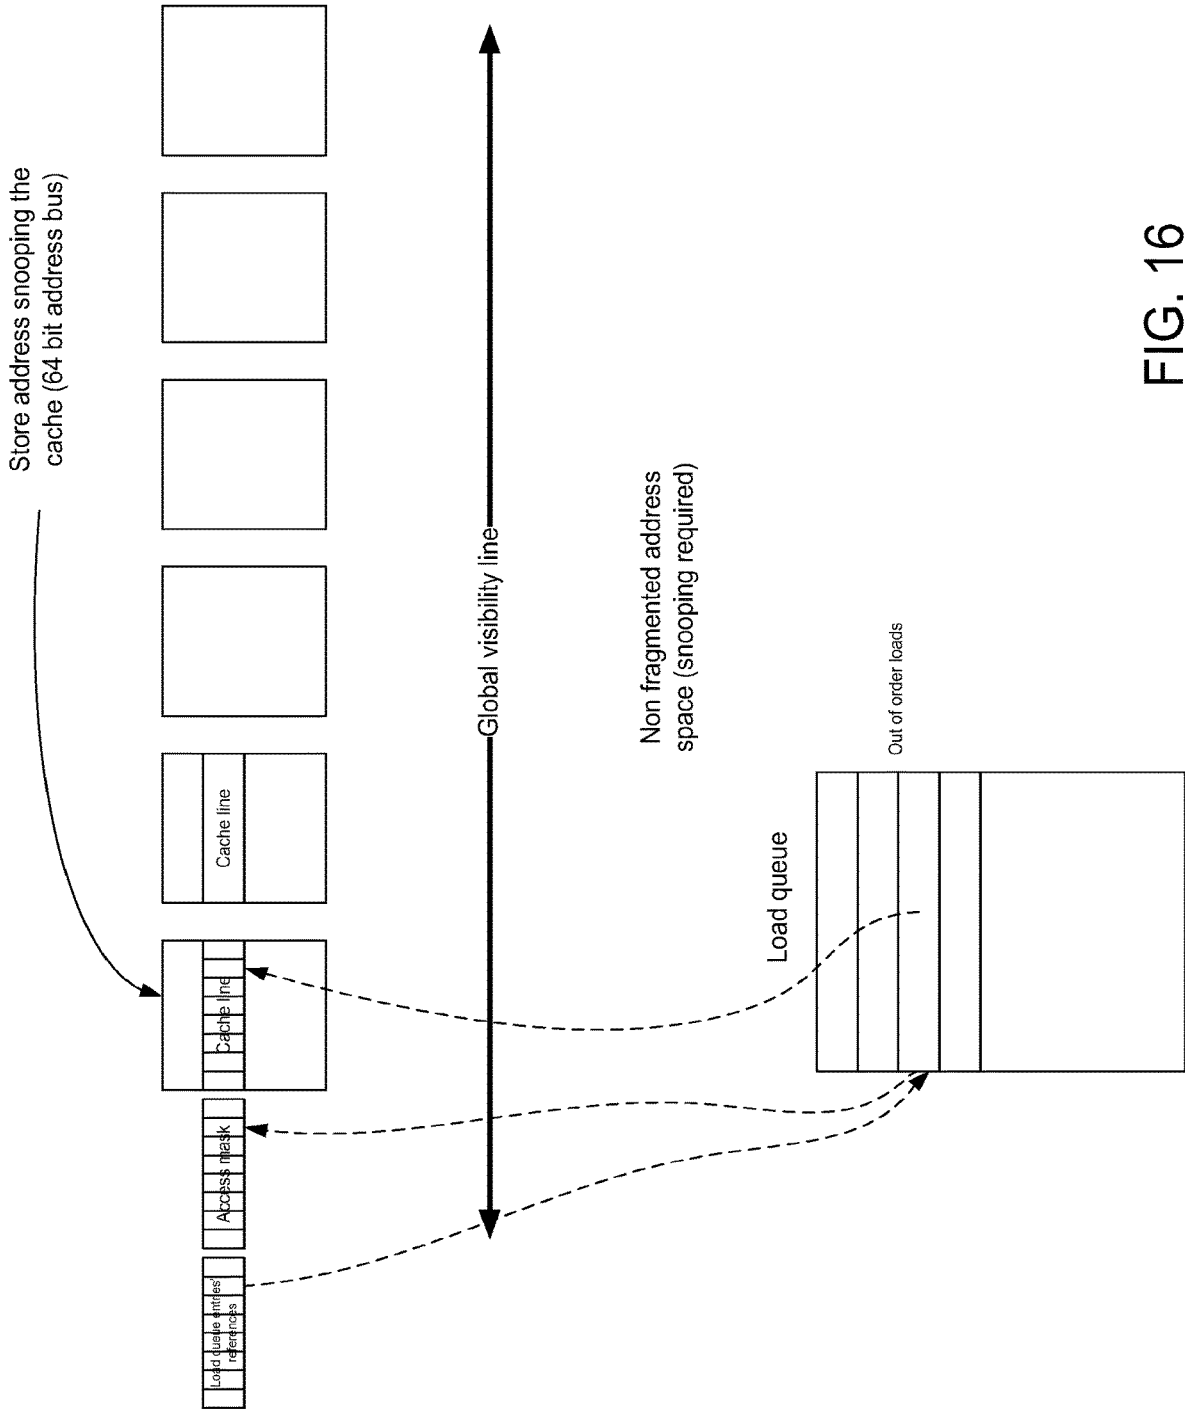 Store address snooping the
cache (64 bit address bus)
Load queue entries'
references
Access mask
Cache line
Cache line
Global visibility line
Non fragmented address
space (snooping required)
Load queue
Out of order loads
FIG. 16